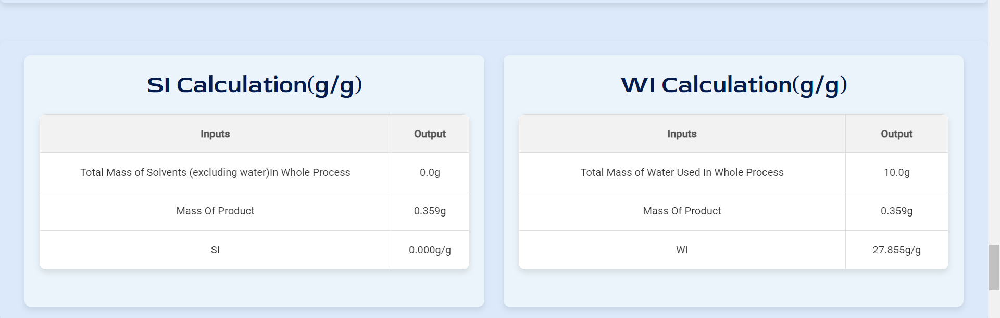 SI Calculation(g/g)
Inputs Output
Total Mass of Solvents (excluding water)In Whole Process 0.0g
Mass Of Product 0.359g
SI 0.000g/g
WI Calculation(g/g)
Inputs Output
Total Mass of Water Used In Whole Process 10.0g
Mass Of Product 0.359g
WI 27.855g/g